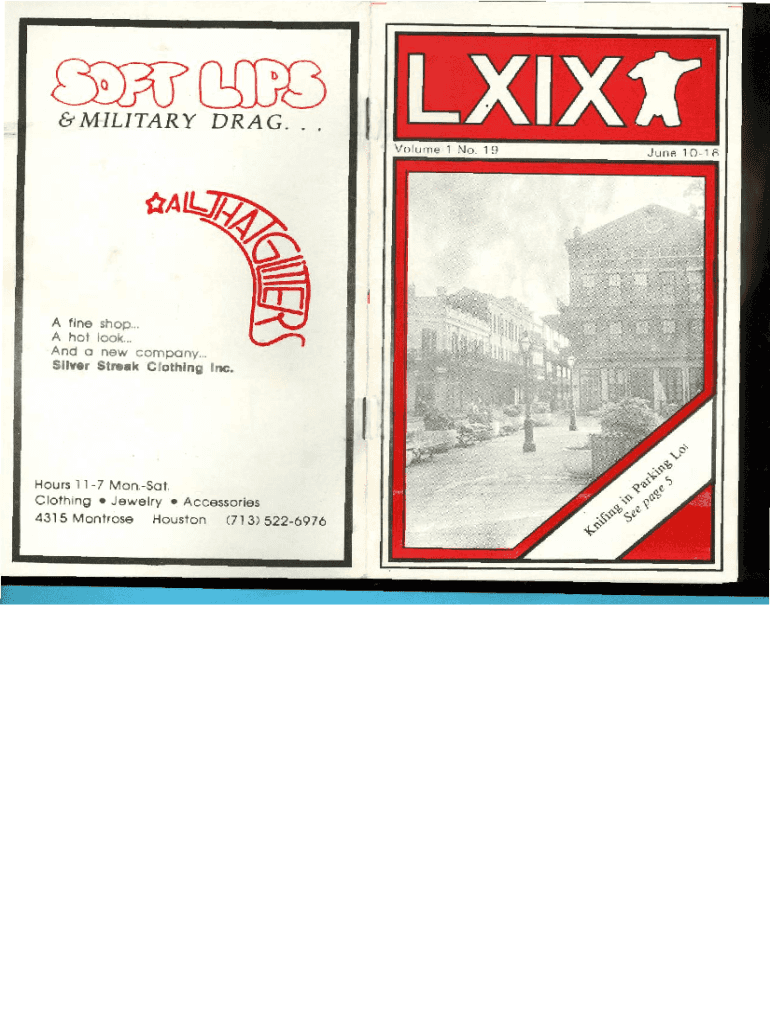 SOFT LIPS
& MILITARY DRAG...
☆ALL THAT GLITTERS
A fine shop...
A hot look...
And a new company...
Silver Streak Clothing Inc.
Hours 11-7 Mon.-Sat.
Clothing • Jewelry • Accessories
4315 Montrose Houston (713) 522-6976
LXIX
Volume 1 No. 19 June 10-16
Knifing in Parking Lot
See page 5